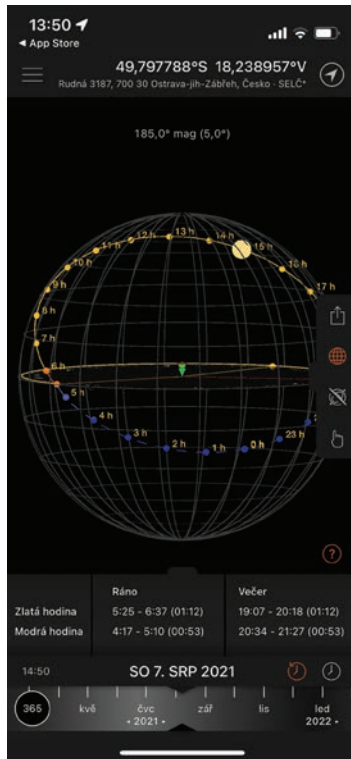 13:50
◀ App Store
49,797788°S 18,238957°V
Rudná 3187, 700 30 Ostrava-jih-Zábřeh, Česko - SELČ*
185,0° mag (5,0°)
11 h
12 h
13 h
14 h
15 h
10 h
16 h
9 h
17 h
8 h
7 h
6 h
5 h
4 h
3 h
2 h
1 h
0 h
23 h
?
Ráno
Večer
Zlatá hodina
5:25 - 6:37 (01:12)
19:07 - 20:18 (01:12)
Modrá hodina
4:17 - 5:10 (00:53)
20:34 - 21:27 (00:53)
14:50
SO 7. SRP 2021
365
kvě
čvc
zář
lis
led
• 2021 •
2022 •